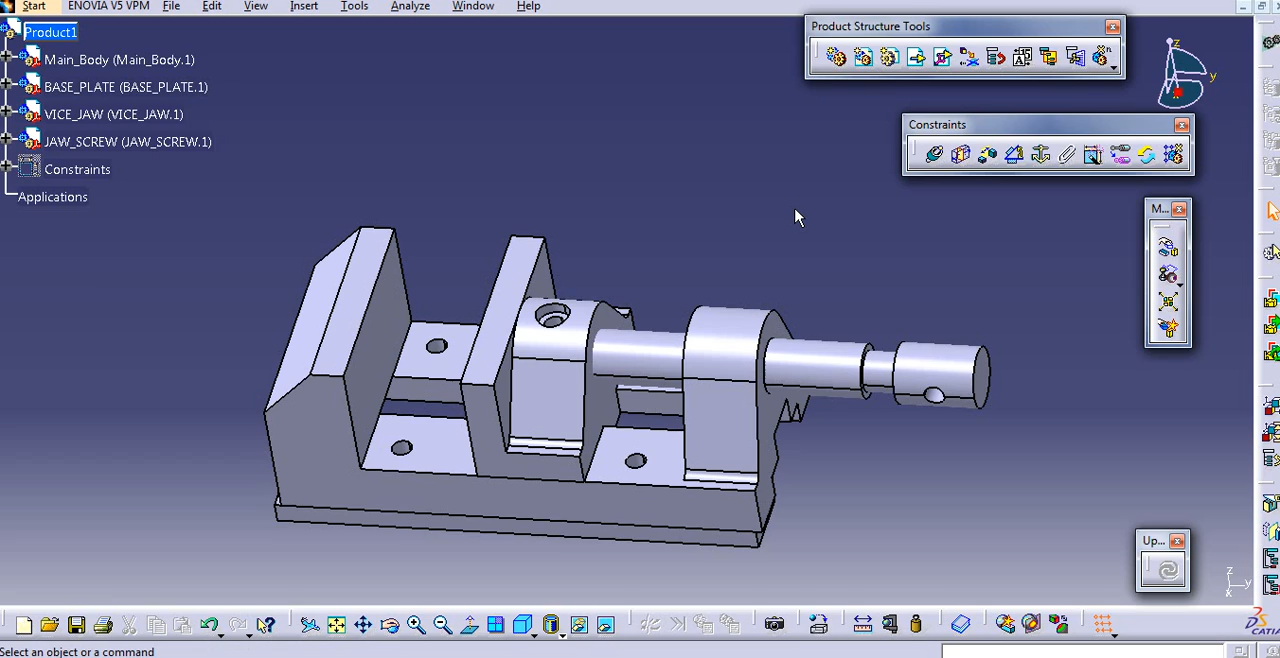 Start ENOVIA V5 VPM File Edit View Insert Tools Analyze Window Help
Product Structure Tools
Product1
Main_Body (Main_Body.1)
BASE_PLATE (BASE_PLATE.1)
VICE_JAW (VICE_JAW.1)
JAW_SCREW (JAW_SCREW.1)
Constraints
Applications
z
y
Constraints
M...
Up...
z
y
x
CATIA
Select an object or a command